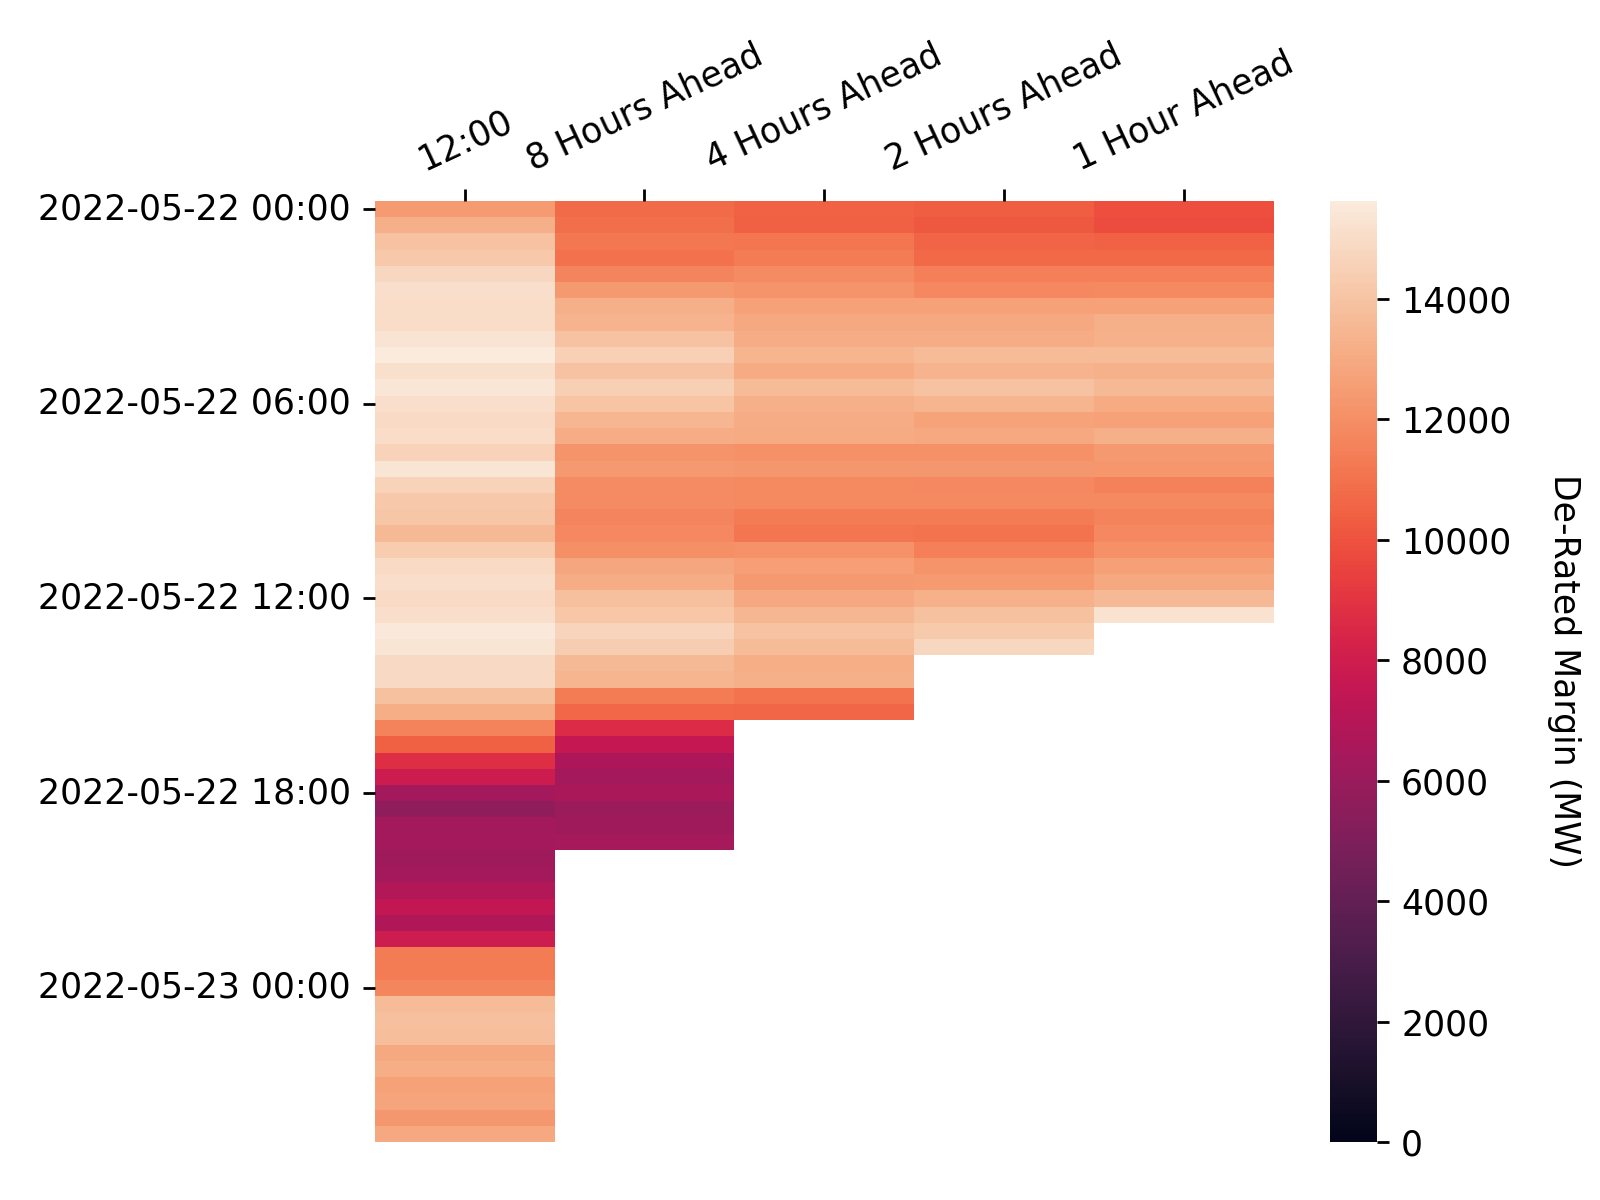 12:00
8 Hours Ahead
4 Hours Ahead
2 Hours Ahead
1 Hour Ahead
2022-05-22 00:00
2022-05-22 06:00
2022-05-22 12:00
2022-05-22 18:00
2022-05-23 00:00
14000
12000
10000
8000
6000
4000
2000
0
De-Rated Margin (MW)